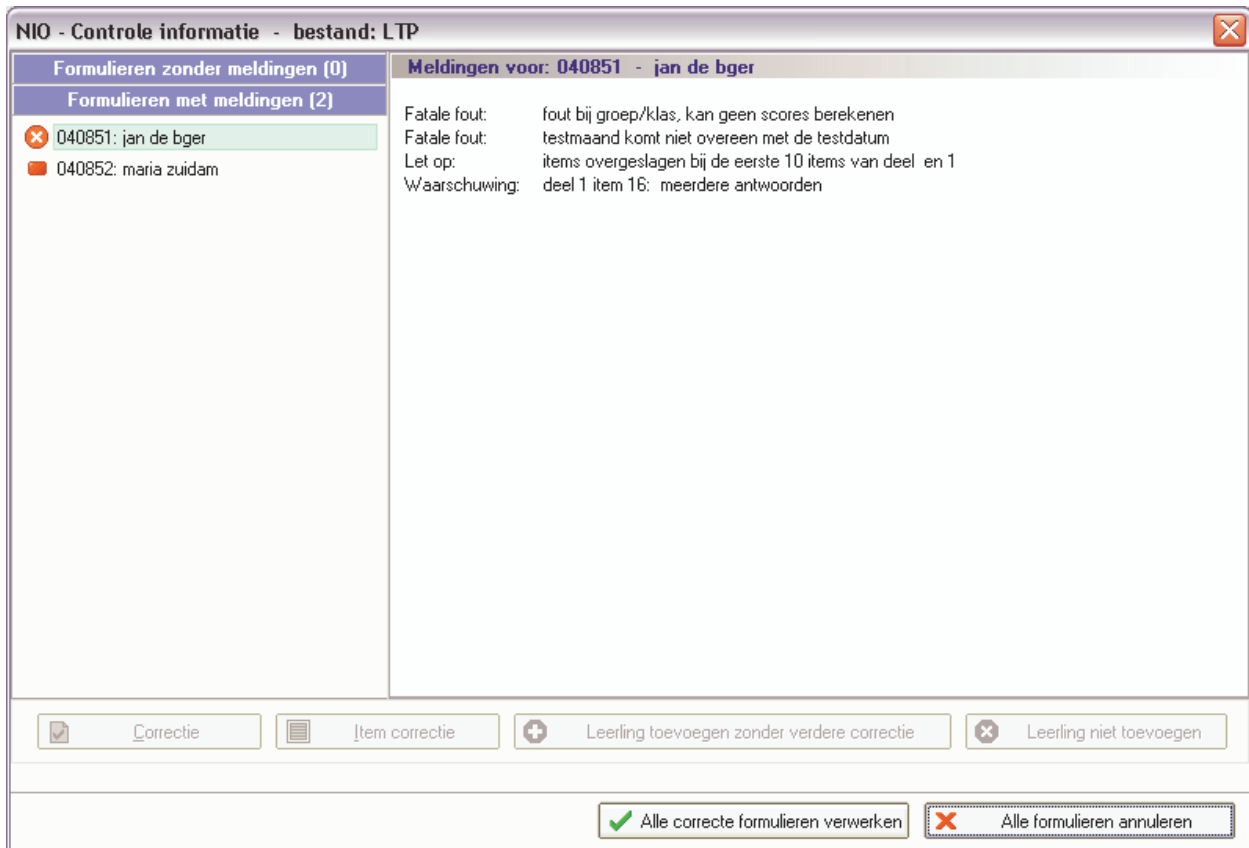 NIO - Controle informatie - bestand: LTP
Formulieren zonder meldingen (0)
Formulieren met meldingen (2)
040851: jan de bger
040852: maria zuidam
Meldingen voor: 040851 - jan de bger
Fatale fout: fout bij groep/klas, kan geen scores berekenen
Fatale fout: testmaand komt niet overeen met de testdatum
Let op: items overgeslagen bij de eerste 10 items van deel en 1
Waarschuwing: deel 1 item 16: meerdere antwoorden
Correctie
Item correctie
Leerling toevoegen zonder verdere correctie
Leerling niet toevoegen
Alle correcte formulieren verwerken
Alle formulieren annuleren